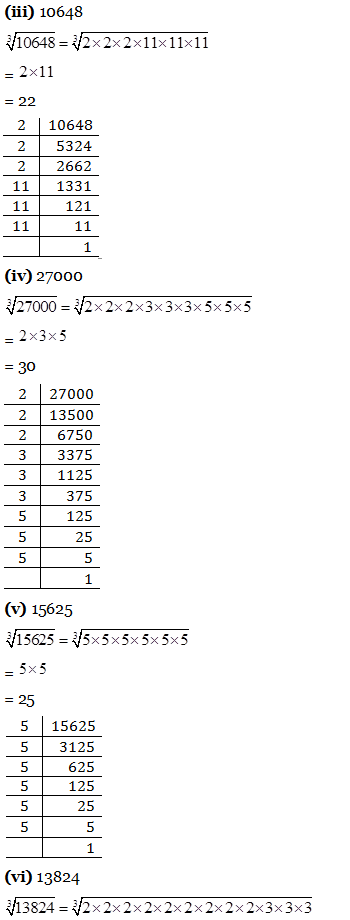 (iii) 10648
∛10648 = ∛2×2×2×11×11×11
= 2×11
= 22
2 | 10648
2 | 5324
2 | 2662
11 | 1331
11 | 121
11 | 11
| 1
(iv) 27000
∛27000 = ∛2×2×2×3×3×3×5×5×5
= 2×3×5
= 30
2 | 27000
2 | 13500
2 | 6750
3 | 3375
3 | 1125
3 | 375
5 | 125
5 | 25
5 | 5
| 1
(v) 15625
∛15625 = ∛5×5×5×5×5×5
= 5×5
= 25
5 | 15625
5 | 3125
5 | 625
5 | 125
5 | 25
5 | 5
| 1
(vi) 13824
∛13824 = ∛2×2×2×2×2×2×2×2×2×3×3×3